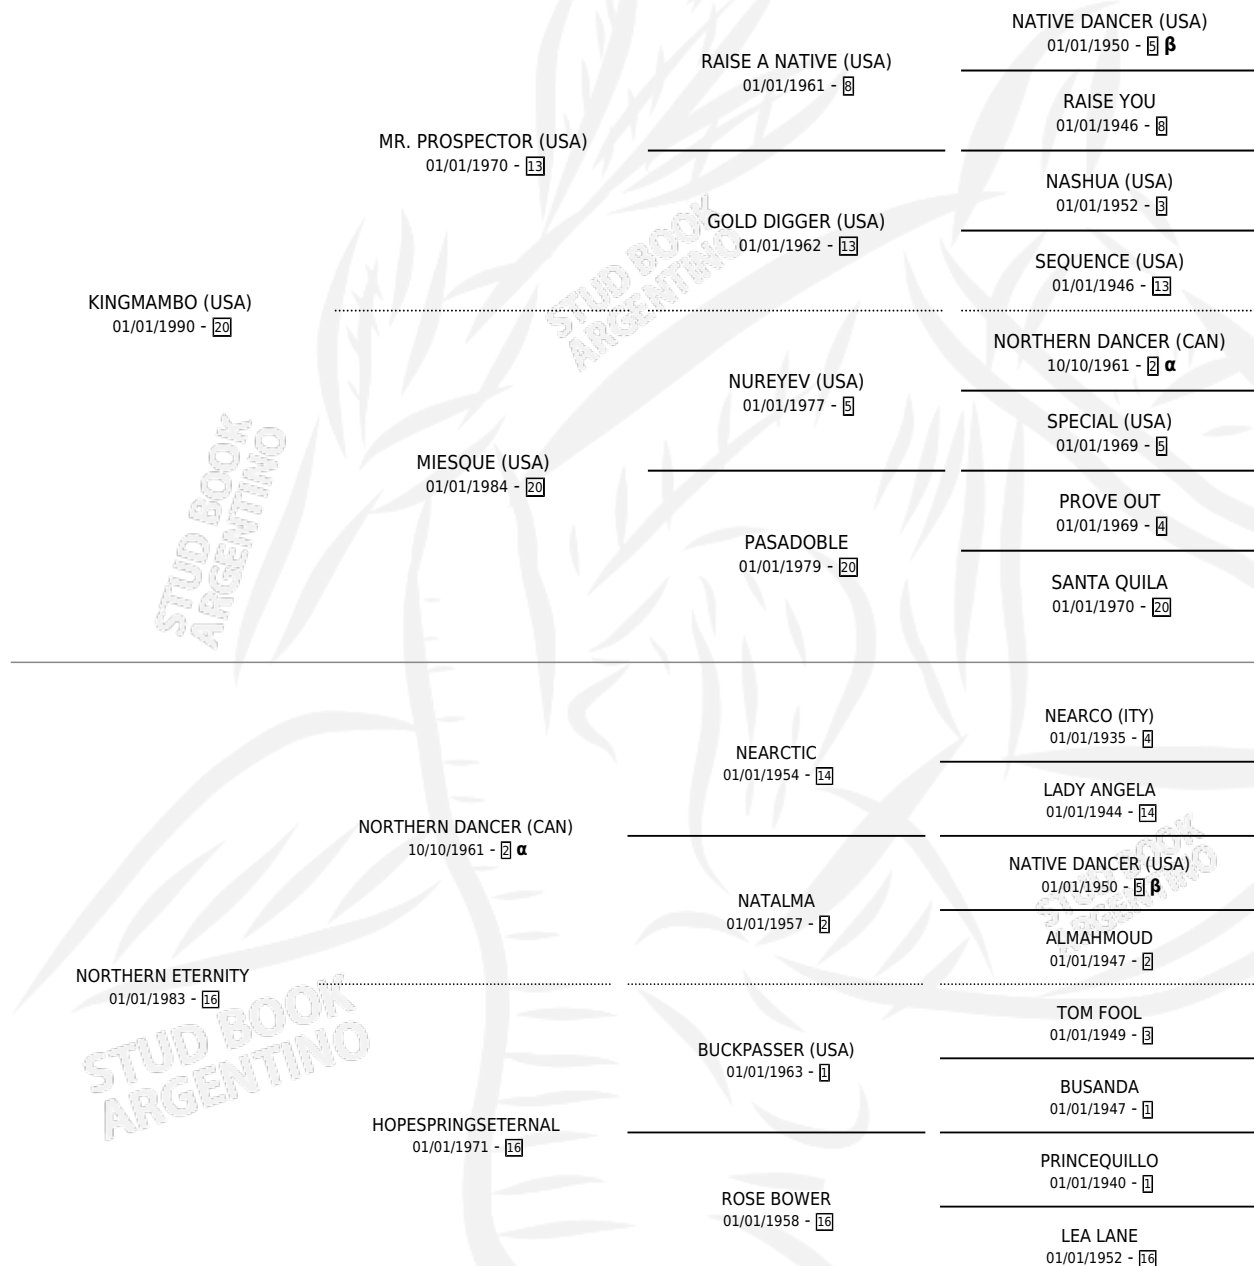 NATIVE DANCER (USA)
01/01/1950 - 5 β
RAISE A NATIVE (USA)
01/01/1961 - 8
RAISE YOU
01/01/1946 - 8
MR. PROSPECTOR (USA)
01/01/1970 - 13
NASHUA (USA)
01/01/1952 - 3
GOLD DIGGER (USA)
01/01/1962 - 13
SEQUENCE (USA)
01/01/1946 - 13
KINGMAMBO (USA)
01/01/1990 - 20
NORTHERN DANCER (CAN)
10/10/1961 - 2 α
NUREYEV (USA)
01/01/1977 - 5
SPECIAL (USA)
01/01/1969 - 5
MIESQUE (USA)
01/01/1984 - 20
PROVE OUT
01/01/1969 - 4
PASADOBLE
01/01/1979 - 20
SANTA QUILA
01/01/1970 - 20
STUD BOOK
ARGENTINO
STUD BOOK
ARGENTINO
NEARCO (ITY)
01/01/1935 - 4
NEARCTIC
01/01/1954 - 14
LADY ANGELA
01/01/1944 - 14
NORTHERN DANCER (CAN)
10/10/1961 - 2 α
NATIVE DANCER (USA)
01/01/1950 - 5 β
NATALMA
01/01/1957 - 2
ALMAHMOUD
01/01/1947 - 2
NORTHERN ETERNITY
01/01/1983 - 16
TOM FOOL
01/01/1949 - 3
BUCKPASSER (USA)
01/01/1963 - 1
BUSANDA
01/01/1947 - 1
HOPESPRINGSETERNAL
01/01/1971 - 16
PRINCEQUILLO
01/01/1940 - 1
ROSE BOWER
01/01/1958 - 16
LEA LANE
01/01/1952 - 16
STUD BOOK
ARGENTINO
STUD BOOK
ARGENTINO